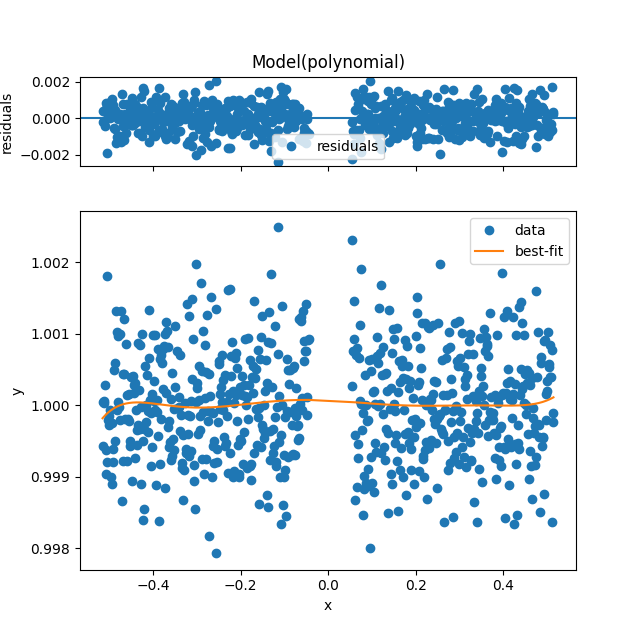 Model(polynomial)
0.002
0.000
−0.002
residuals
residuals
data
best-fit
1.002
1.001
1.000
0.999
0.998
y
−0.4
−0.2
0.0
0.2
0.4
x